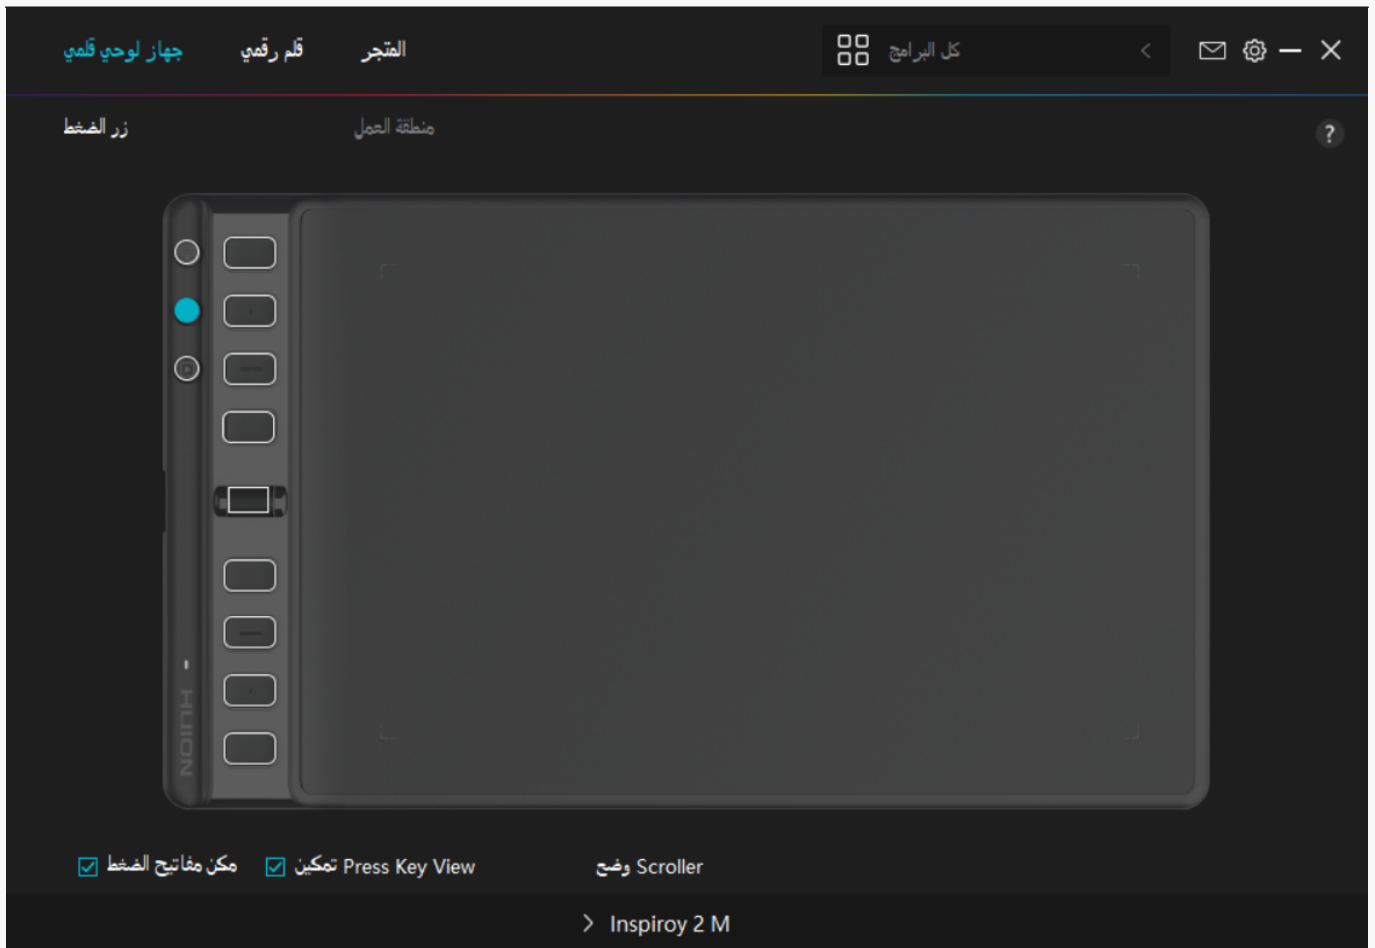 جهاز لوحي قلمي
قلم رقمي
المتجر
كل البرامج
زر الضغط
منطقة العمل
?
HUION
مكن مفاتيح الضغط
تمكين Press Key View
وضح Scroller
Inspiroy 2 M